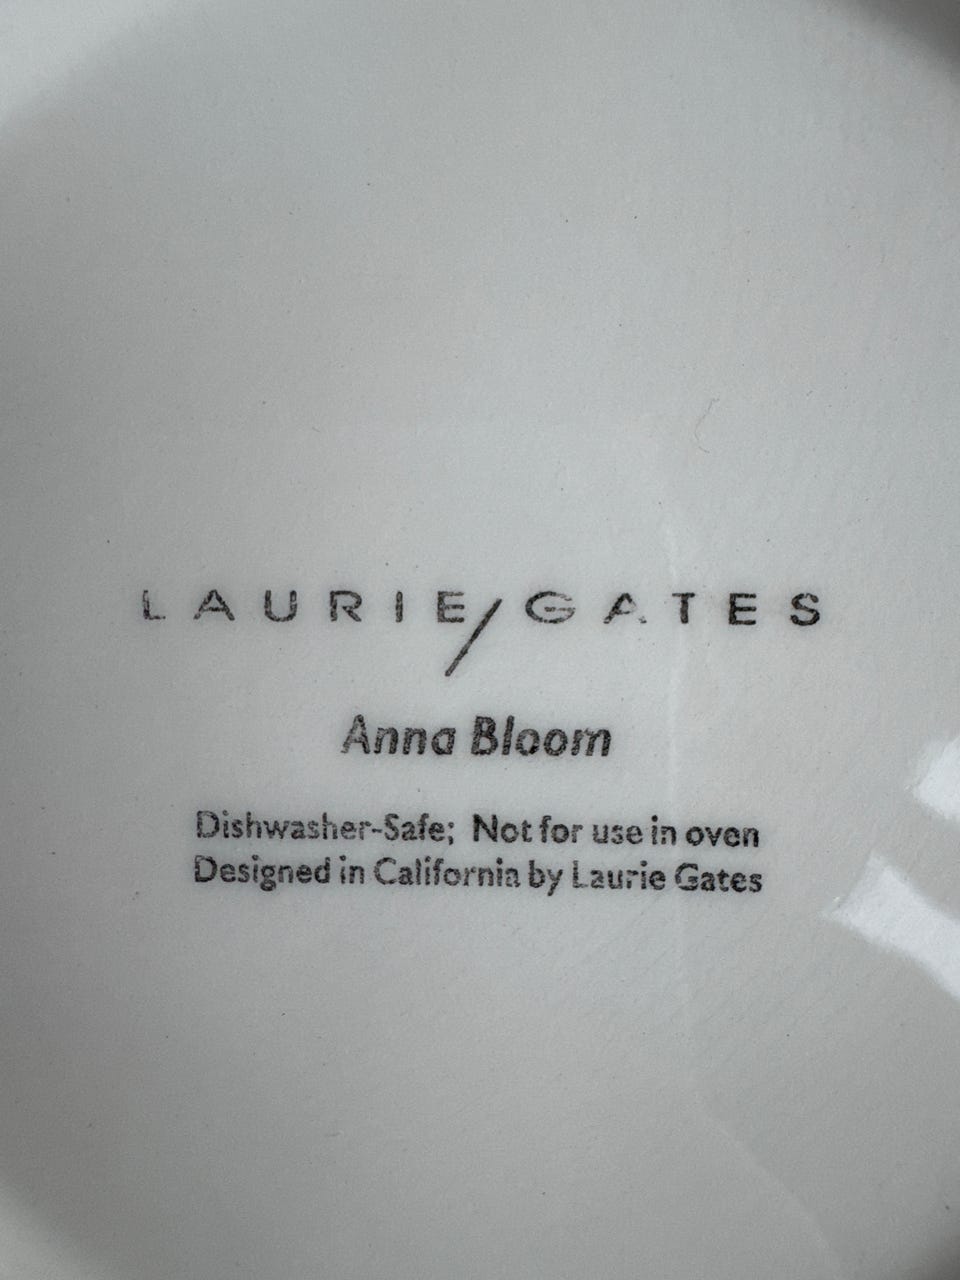 LAURIE/GATES
Anna Bloom
Dishwasher-Safe; Not for use in oven
Designed in California by Laurie Gates